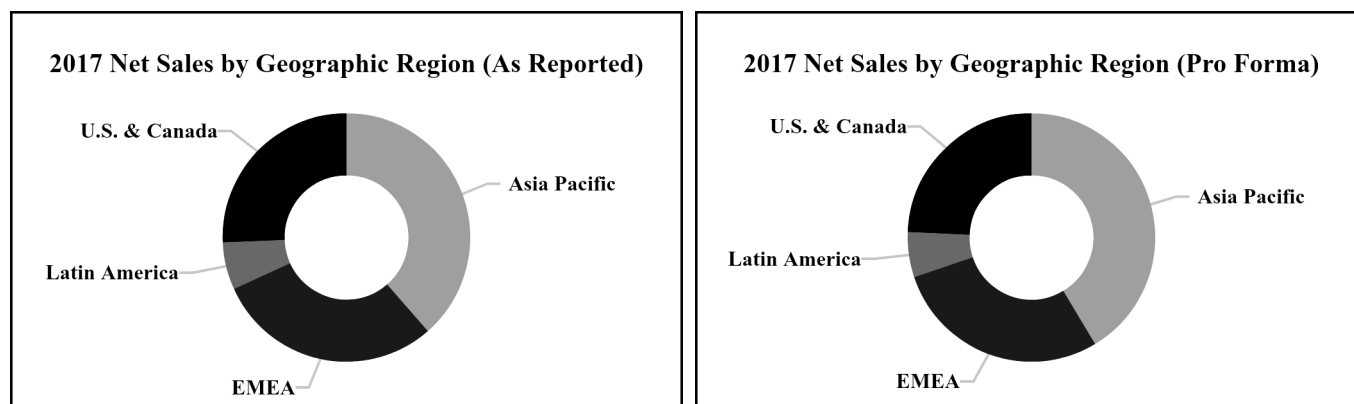 2017 Net Sales by Geographic Region (As Reported)
U.S. & Canada
Asia Pacific
Latin America
EMEA
2017 Net Sales by Geographic Region (Pro Forma)
U.S. & Canada
Asia Pacific
Latin America
EMEA